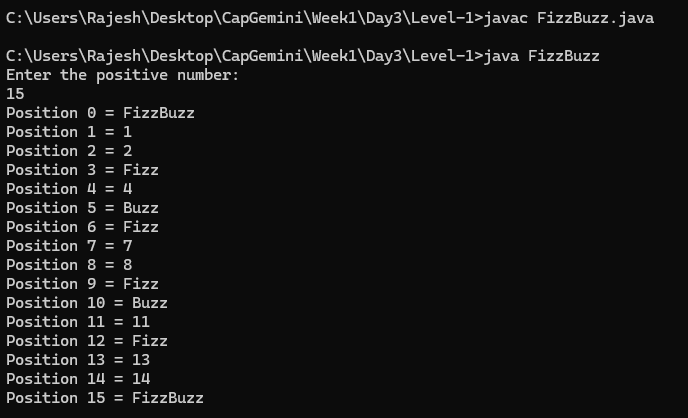 C:\Users\Rajesh\Desktop\CapGemini\Week1\Day3\Level-1>javac FizzBuzz.java
C:\Users\Rajesh\Desktop\CapGemini\Week1\Day3\Level-1>java FizzBuzz
Enter the positive number:
15
Position 0 = FizzBuzz
Position 1 = 1
Position 2 = 2
Position 3 = Fizz
Position 4 = 4
Position 5 = Buzz
Position 6 = Fizz
Position 7 = 7
Position 8 = 8
Position 9 = Fizz
Position 10 = Buzz
Position 11 = 11
Position 12 = Fizz
Position 13 = 13
Position 14 = 14
Position 15 = FizzBuzz